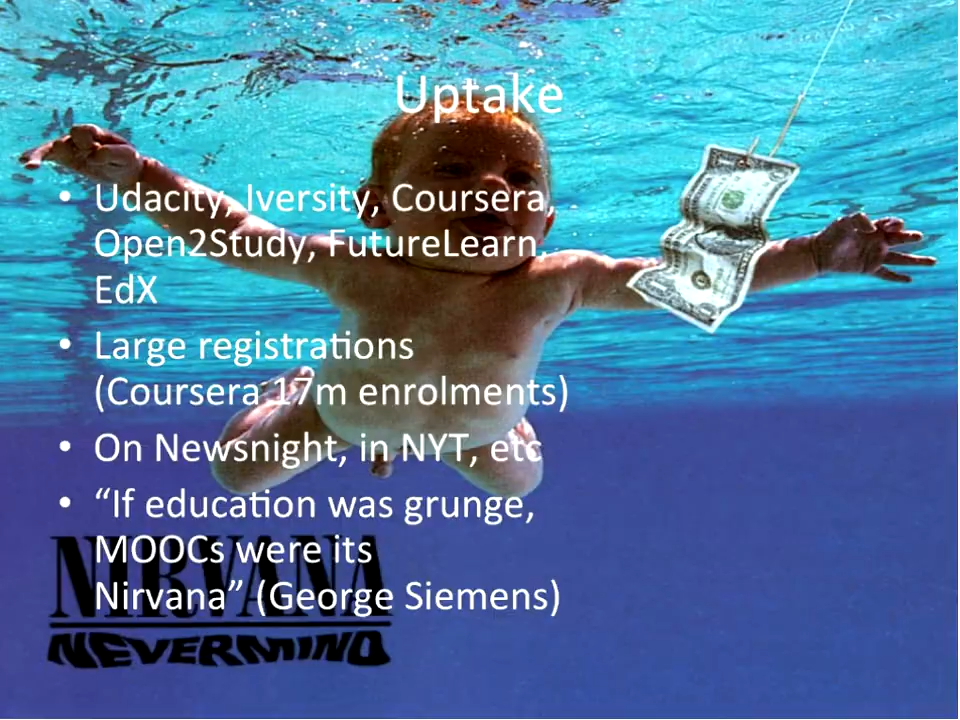 Uptake
• Udacity, Iversity, Coursera,
Open2Study, FutureLearn,
EdX
• Large registrations
(Coursera 17m enrolments)
• On Newsnight, in NYT, etc
• “If education was grunge,
MOOCs were its
Nirvana” (George Siemens)
NIRVANA
NEVERMIND